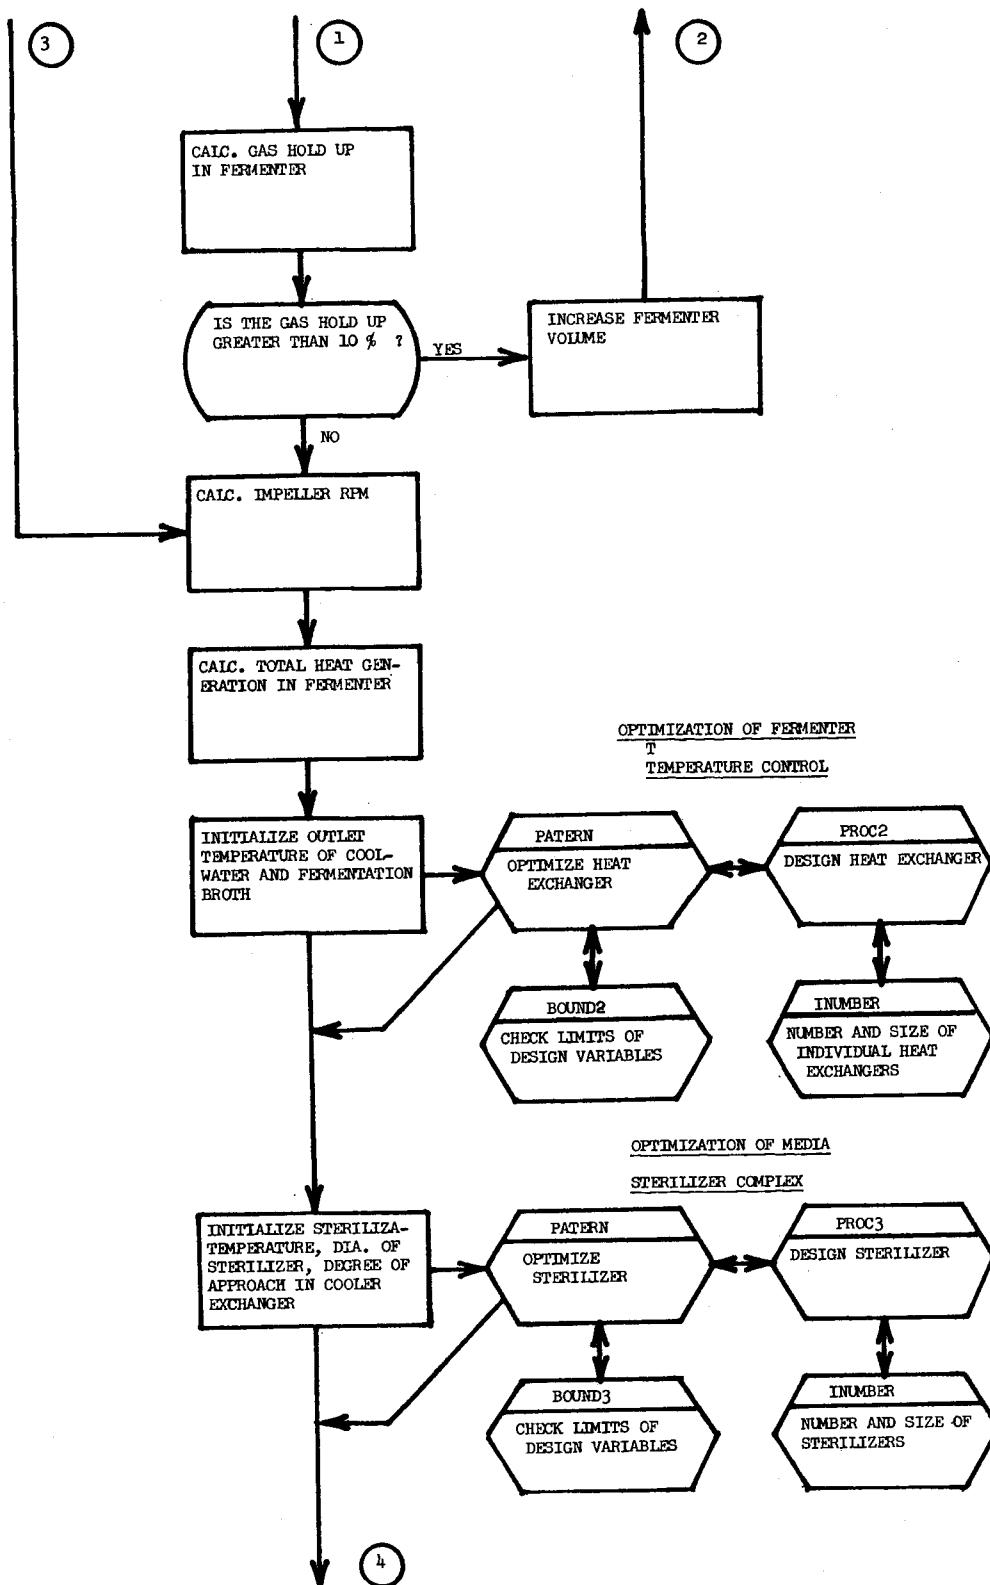 3
1
2
CALC. GAS HOLD UP
IN FERMENTER
IS THE GAS HOLD UP
GREATER THAN 10 % ?
YES
INCREASE FERMENTER
VOLUME
NO
CALC. IMPELLER RPM
CALC. TOTAL HEAT GEN-
ERATION IN FERMENTER
OPTIMIZATION OF FERMENTER
T
TEMPERATURE CONTROL
INITIALIZE OUTLET
TEMPERATURE OF COOL-
WATER AND FERMENTATION
BROTH
PATERN
OPTIMIZE HEAT
EXCHANGER
PROC2
DESIGN HEAT EXCHANGER
BOUND2
CHECK LIMITS OF
DESIGN VARIABLES
INUMBER
NUMBER AND SIZE OF
INDIVIDUAL HEAT
EXCHANGERS
OPTIMIZATION OF MEDIA
STERILIZER COMPLEX
INITIALIZE STERILIZA-
TEMPERATURE, DIA. OF
STERILIZER, DEGREE OF
APPROACH IN COOLER
EXCHANGER
PATERN
OPTIMIZE
STERILIZER
PROC3
DESIGN STERILIZER
BOUND3
CHECK LIMITS OF
DESIGN VARIABLES
INUMBER
NUMBER AND SIZE OF
STERILIZERS
4